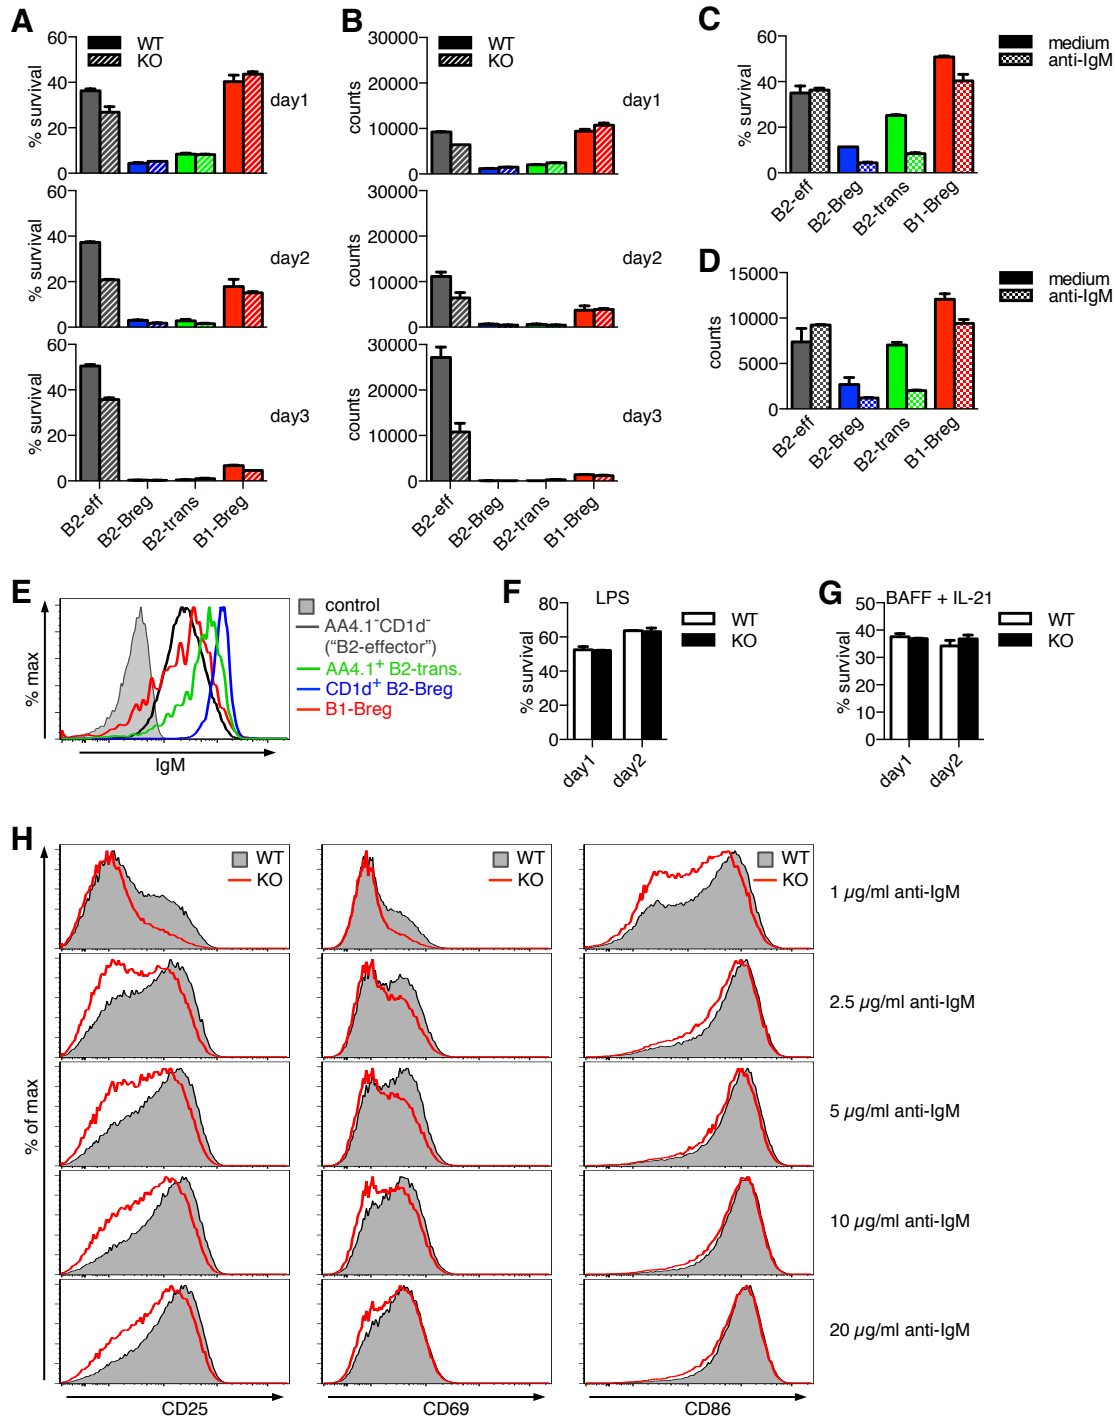 A
60
40
20
0
% survival
WT
KO
day1
60
40
20
0
% survival
day2
60
40
20
0
% survival
day3
B2-eff
B2-Breg
B2-trans
B1-Breg
B
30000
20000
10000
0
counts
WT
KO
day1
30000
20000
10000
0
counts
day2
30000
20000
10000
0
counts
day3
B2-eff
B2-Breg
B2-trans
B1-Breg
C
60
40
20
0
% survival
medium
anti-IgM
B2-eff
B2-Breg
B2-trans
B1-Breg
D
15000
10000
5000
0
counts
medium
anti-IgM
B2-eff
B2-Breg
B2-trans
B1-Breg
E
% max
IgM
control
AA4.1⁻CD1d⁻
("B2-effector")
AA4.1⁺ B2-trans.
CD1d⁺ B2-Breg
B1-Breg
F
LPS
80
60
40
20
0
% survival
WT
KO
day1
day2
G
BAFF + IL-21
50
40
30
20
10
0
% survival
WT
KO
day1
day2
H
WT
KO
WT
KO
WT
KO
1 µg/ml anti-IgM
2.5 µg/ml anti-IgM
5 µg/ml anti-IgM
10 µg/ml anti-IgM
20 µg/ml anti-IgM
% of max
CD25
CD69
CD86